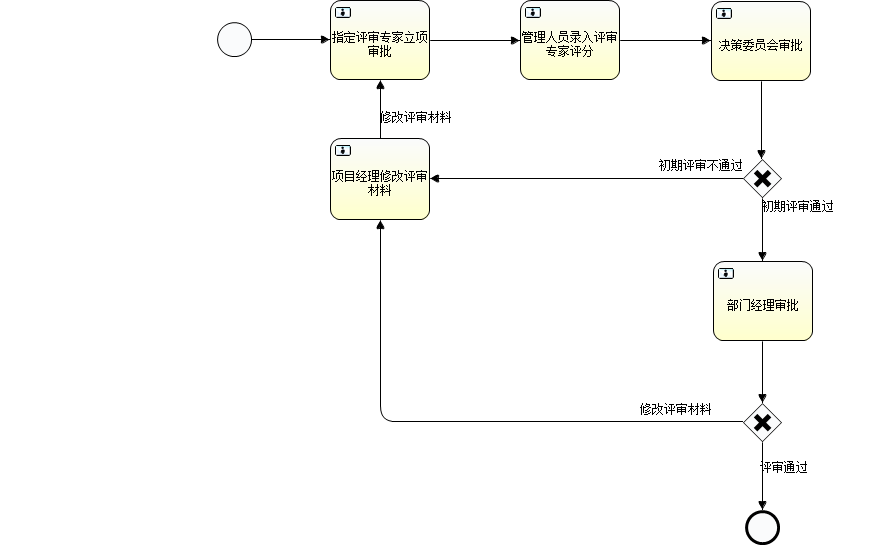 指定评审专家立项
审批
管理人员录入评审
专家评分
决策委员会审批
修改评审材料
项目经理修改评审
材料
初期评审不通过
初期评审通过
部门经理审批
修改评审材料
评审通过